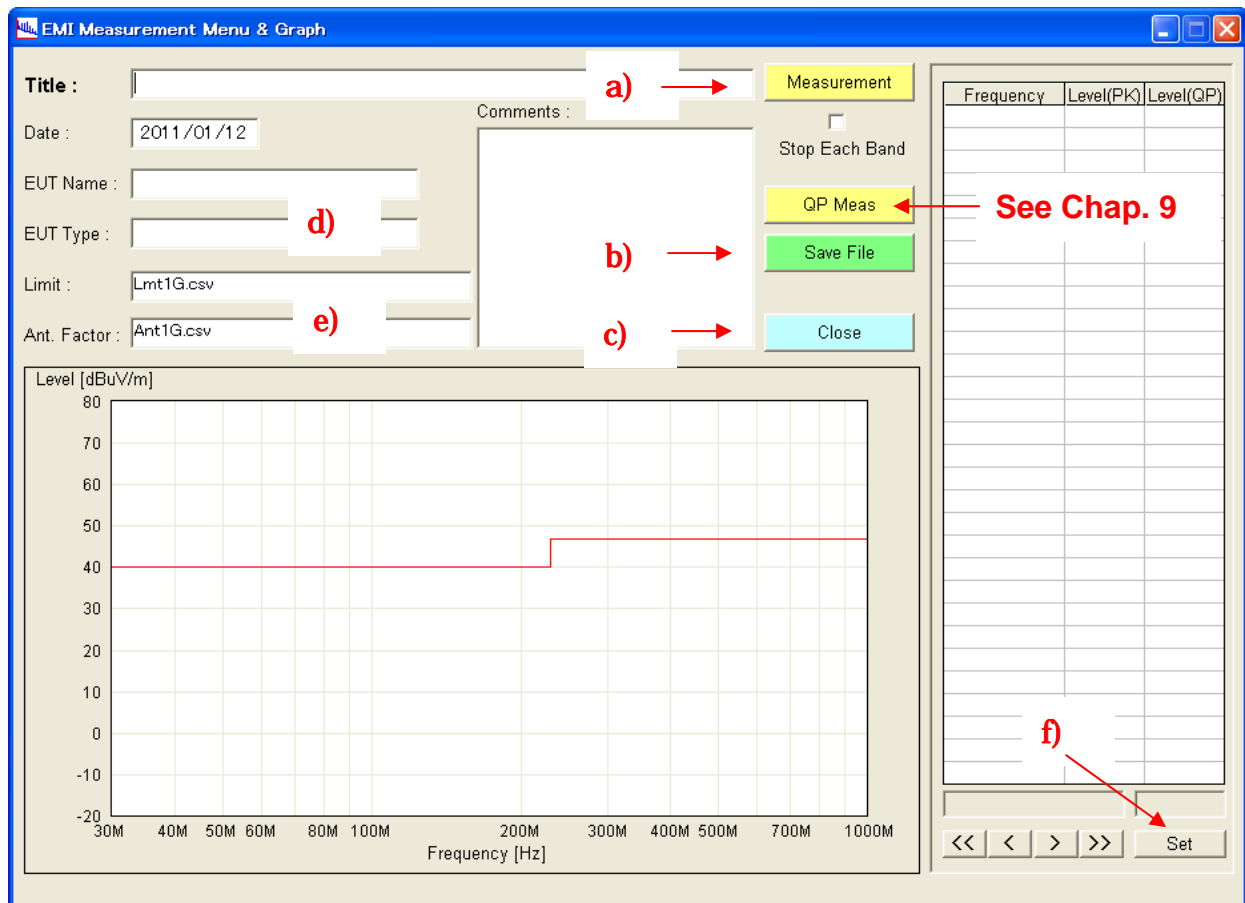 EMI Measurement Menu & Graph
Title :
a)
Measurement
Date :
2011/01/12
Comments :
Stop Each Band
EUT Name :
d)
QP Meas
See Chap. 9
EUT Type :
b)
Save File
Limit :
Lmt1G.csv
Ant. Factor :
Ant1G.csv
e)
c)
Close
Frequency Level(PK) Level(QP)
Level [dBuV/m]
80
70
60
50
40
30
20
10
0
-10
-20
30M 40M 50M 60M 80M 100M 200M 300M 400M 500M 700M 1000M
Frequency [Hz]
f)
<< < > >> Set